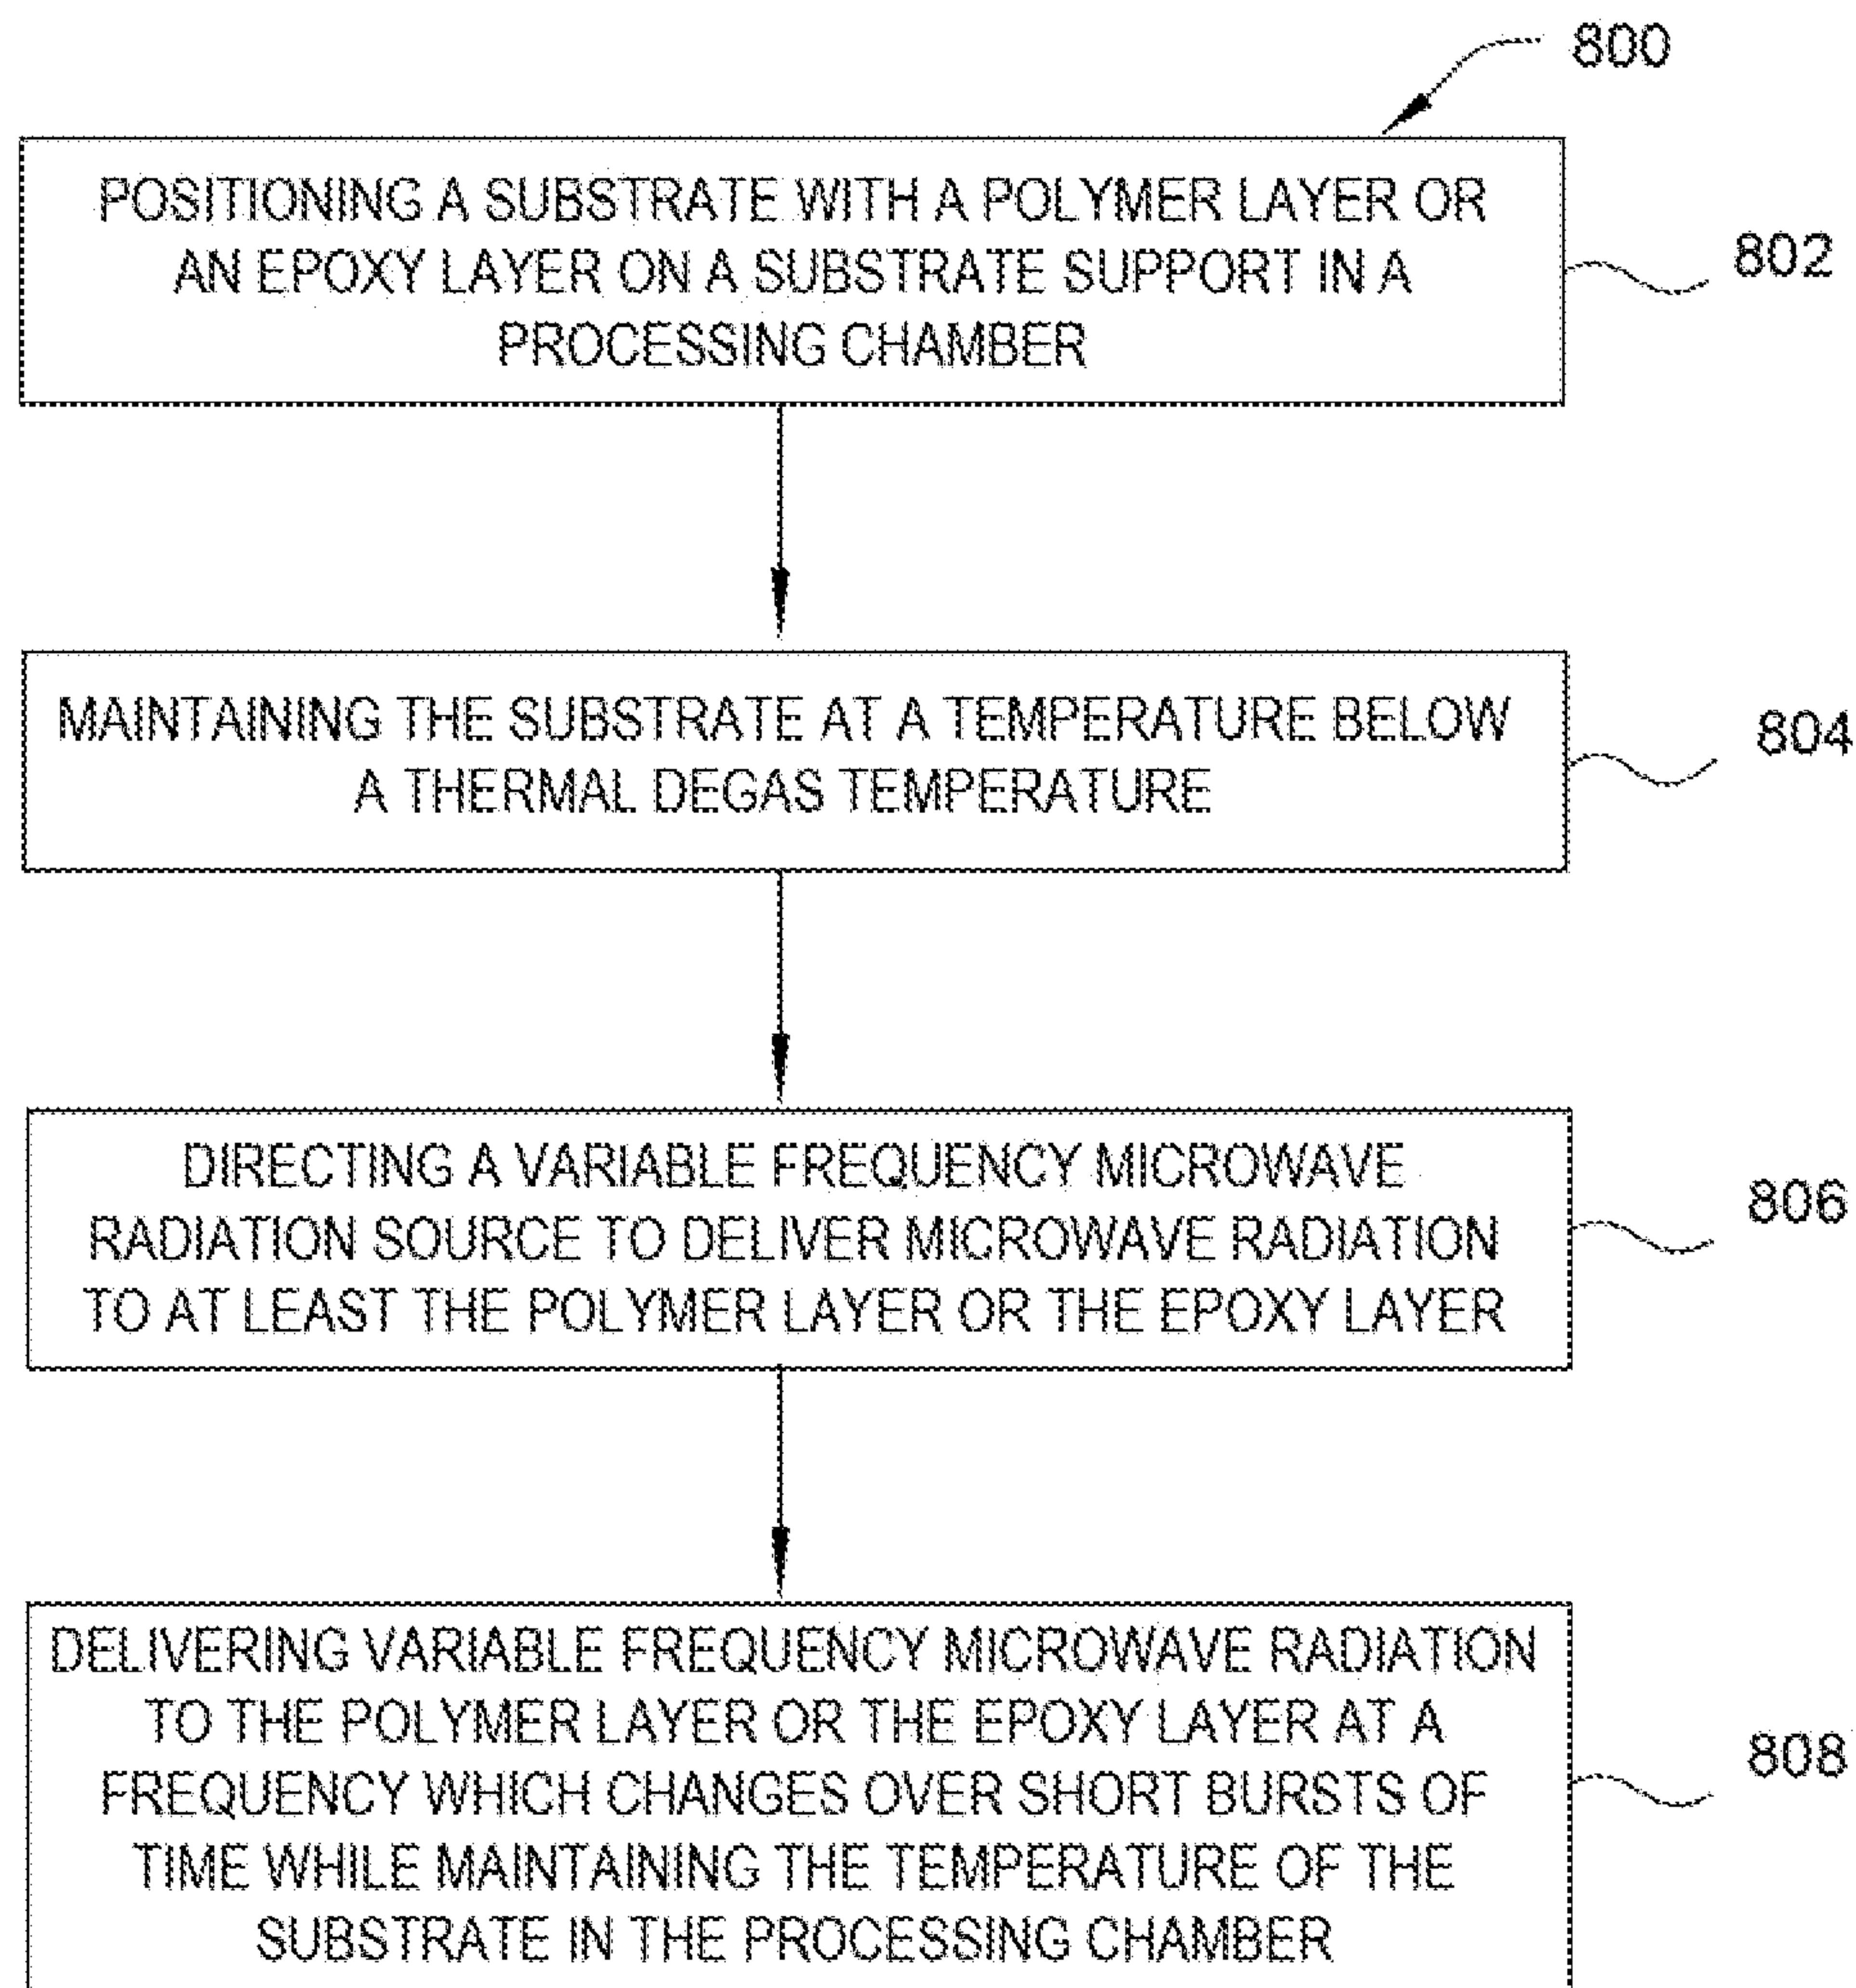 800
POSITIONING A SUBSTRATE WITH A POLYMER LAYER OR
AN EPOXY LAYER ON A SUBSTRATE SUPPORT IN A
PROCESSING CHAMBER
802
MAINTAINING THE SUBSTRATE AT A TEMPERATURE BELOW
A THERMAL DEGAS TEMPERATURE
804
DIRECTING A VARIABLE FREQUENCY MICROWAVE
RADIATION SOURCE TO DELIVER MICROWAVE RADIATION
TO AT LEAST THE POLYMER LAYER OR THE EPOXY LAYER
806
DELIVERING VARIABLE FREQUENCY MICROWAVE RADIATION
TO THE POLYMER LAYER OR THE EPOXY LAYER AT A
FREQUENCY WHICH CHANGES OVER SHORT BURSTS OF
TIME WHILE MAINTAINING THE TEMPERATURE OF THE
SUBSTRATE IN THE PROCESSING CHAMBER
808